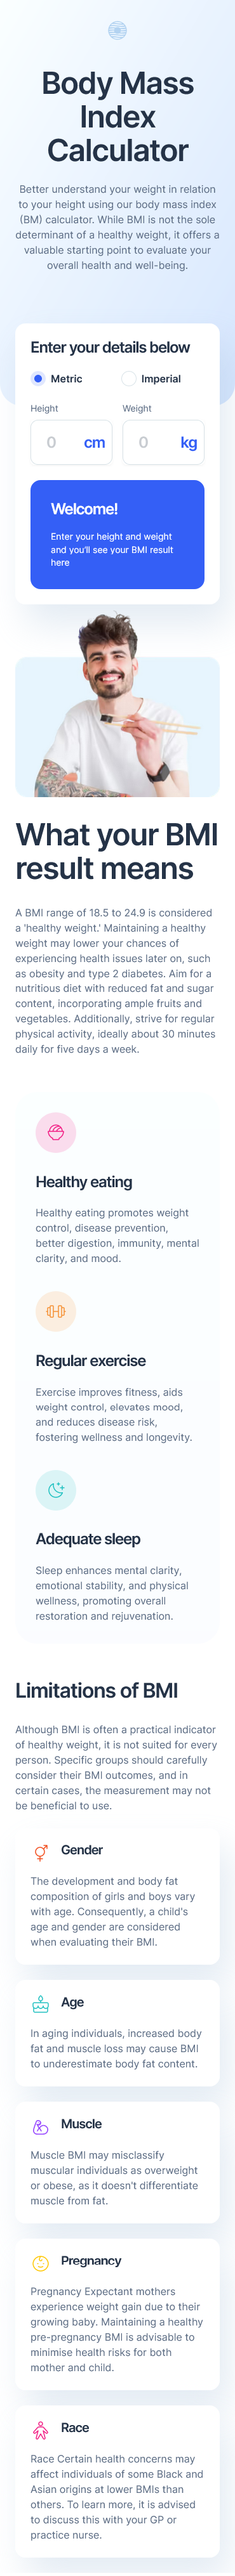 Body Mass
Index
Calculator
Better understand your weight in relation
to your height using our body mass index
(BM) calculator. While BMI is not the sole
determinant of a healthy weight, it offers a
valuable starting point to evaluate your
overall health and well-being.
Enter your details below
Metric
Imperial
Height
Weight
0 cm
0 kg
Welcome!
Enter your height and weight
and you'll see your BMI result
here
What your BMI
result means
A BMI range of 18.5 to 24.9 is considered
a 'healthy weight.' Maintaining a healthy
weight may lower your chances of
experiencing health issues later on, such
as obesity and type 2 diabetes. Aim for a
nutritious diet with reduced fat and sugar
content, incorporating ample fruits and
vegetables. Additionally, strive for regular
physical activity, ideally about 30 minutes
daily for five days a week.
Healthy eating
Healthy eating promotes weight
control, disease prevention,
better digestion, immunity, mental
clarity, and mood.
Regular exercise
Exercise improves fitness, aids
weight control, elevates mood,
and reduces disease risk,
fostering wellness and longevity.
Adequate sleep
Sleep enhances mental clarity,
emotional stability, and physical
wellness, promoting overall
restoration and rejuvenation.
Limitations of BMI
Although BMI is often a practical indicator
of healthy weight, it is not suited for every
person. Specific groups should carefully
consider their BMI outcomes, and in
certain cases, the measurement may not
be beneficial to use.
Gender
The development and body fat
composition of girls and boys vary
with age. Consequently, a child's
age and gender are considered
when evaluating their BMI.
Age
In aging individuals, increased body
fat and muscle loss may cause BMI
to underestimate body fat content.
Muscle
Muscle BMI may misclassify
muscular individuals as overweight
or obese, as it doesn't differentiate
muscle from fat.
Pregnancy
Pregnancy Expectant mothers
experience weight gain due to their
growing baby. Maintaining a healthy
pre-pregnancy BMI is advisable to
minimise health risks for both
mother and child.
Race
Race Certain health concerns may
affect individuals of some Black and
Asian origins at lower BMIs than
others. To learn more, it is advised
to discuss this with your GP or
practice nurse.